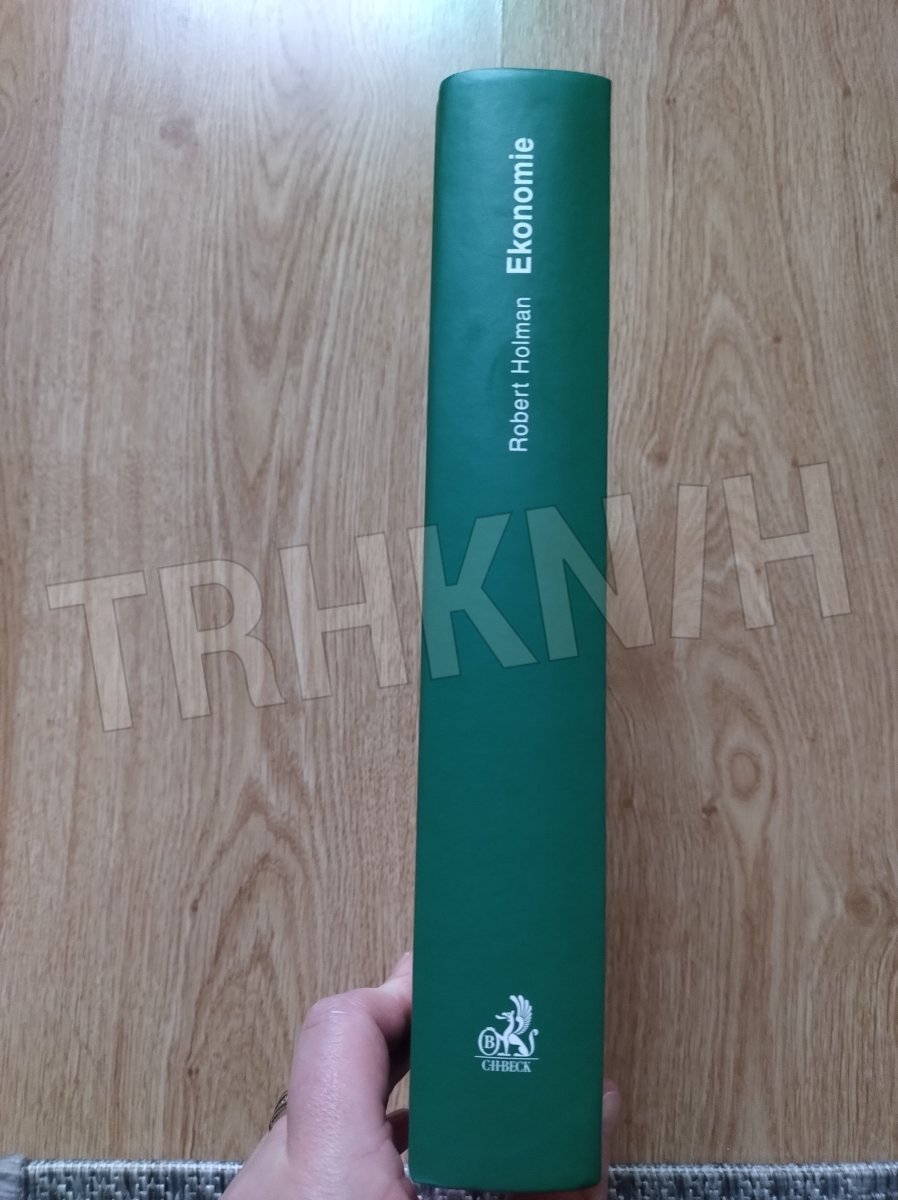 Robert Holman Ekonomie
TRHKNIH
B
C·H·BECK